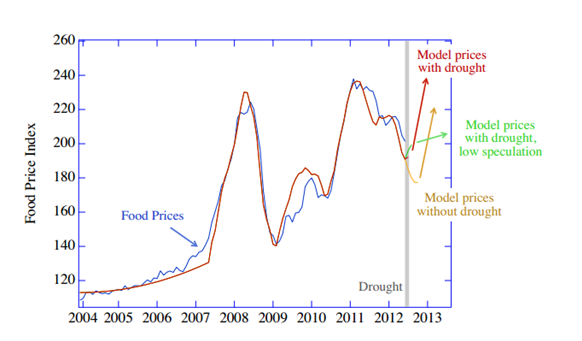 260
240
220
200
180
160
140
120
Food Price Index
2004 2005 2006 2007 2008 2009 2010 2011 2012 2013
Food Prices
Drought
Model prices
with drought
Model prices
with drought,
low speculation
Model prices
without drought